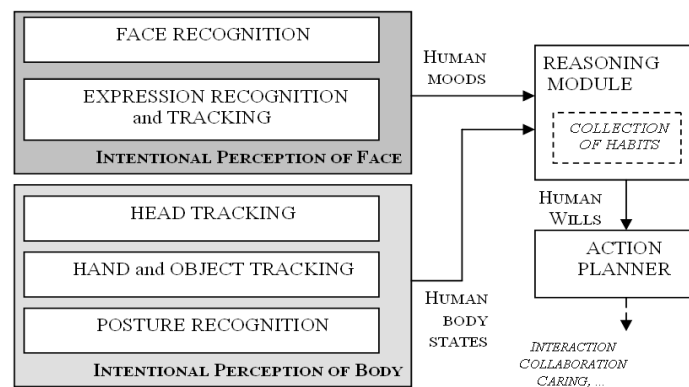 FACE RECOGNITION
EXPRESSION RECOGNITION
and TRACKING
INTENTIONAL PERCEPTION OF FACE
HEAD TRACKING
HAND and OBJECT TRACKING
POSTURE RECOGNITION
INTENTIONAL PERCEPTION OF BODY
HUMAN
MOODS
HUMAN
BODY
STATES
REASONING
MODULE
COLLECTION
OF HABITS
HUMAN
WILLS
ACTION
PLANNER
INTERACTION
COLLABORATION
CARING, ...